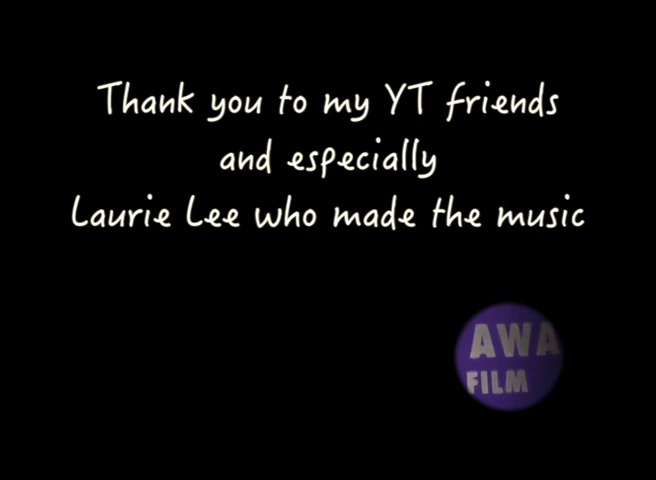 Thank you to my YT friends
and especially
Laurie Lee who made the music
AWA
FILM